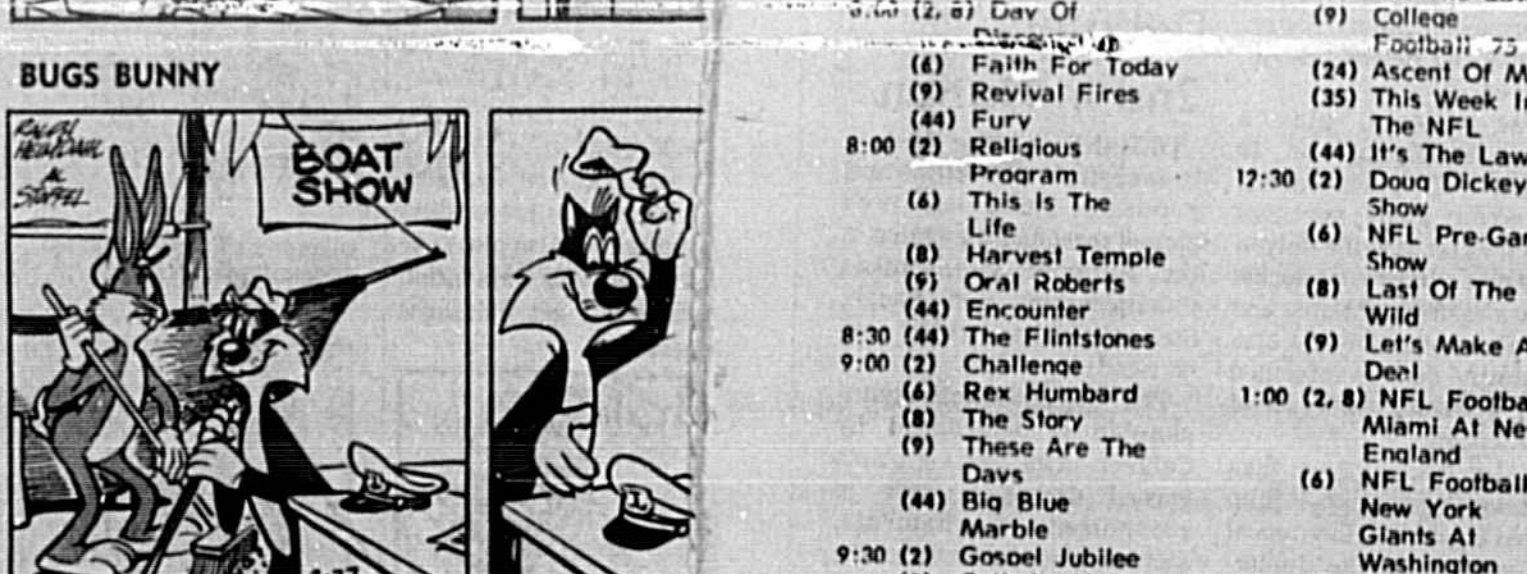 BUGS BUNNY
RALPH
HEIMDAHL
AL
STOFFEL
BOAT
SHOW
(2, 8) Day Of
(6) Faith For Today
(9) Revival Fires
(44) Fury
8:00 (2) Religious
Program
(6) This Is The
Life
(8) Harvest Temple
(9) Oral Roberts
(44) Encounter
8:30 (44) The Flintstones
9:00 (2) Challenge
(6) Rex Humbard
(8) The Story
(9) These Are The
Days
(44) Big Blue
Marble
9:30 (2) Gospel Jubilee
(9) College
Football 75
(24) Ascent Of M
(35) This Week In
The NFL
(44) It's The Law
12:30 (2) Doug Dickey
Show
(6) NFL Pre-Gam
Show
(8) Last Of The
Wild
(9) Let's Make A
Deal
1:00 (2, 8) NFL Footba
Miami At Ne
England
(6) NFL Football
New York
Giants At
Washington